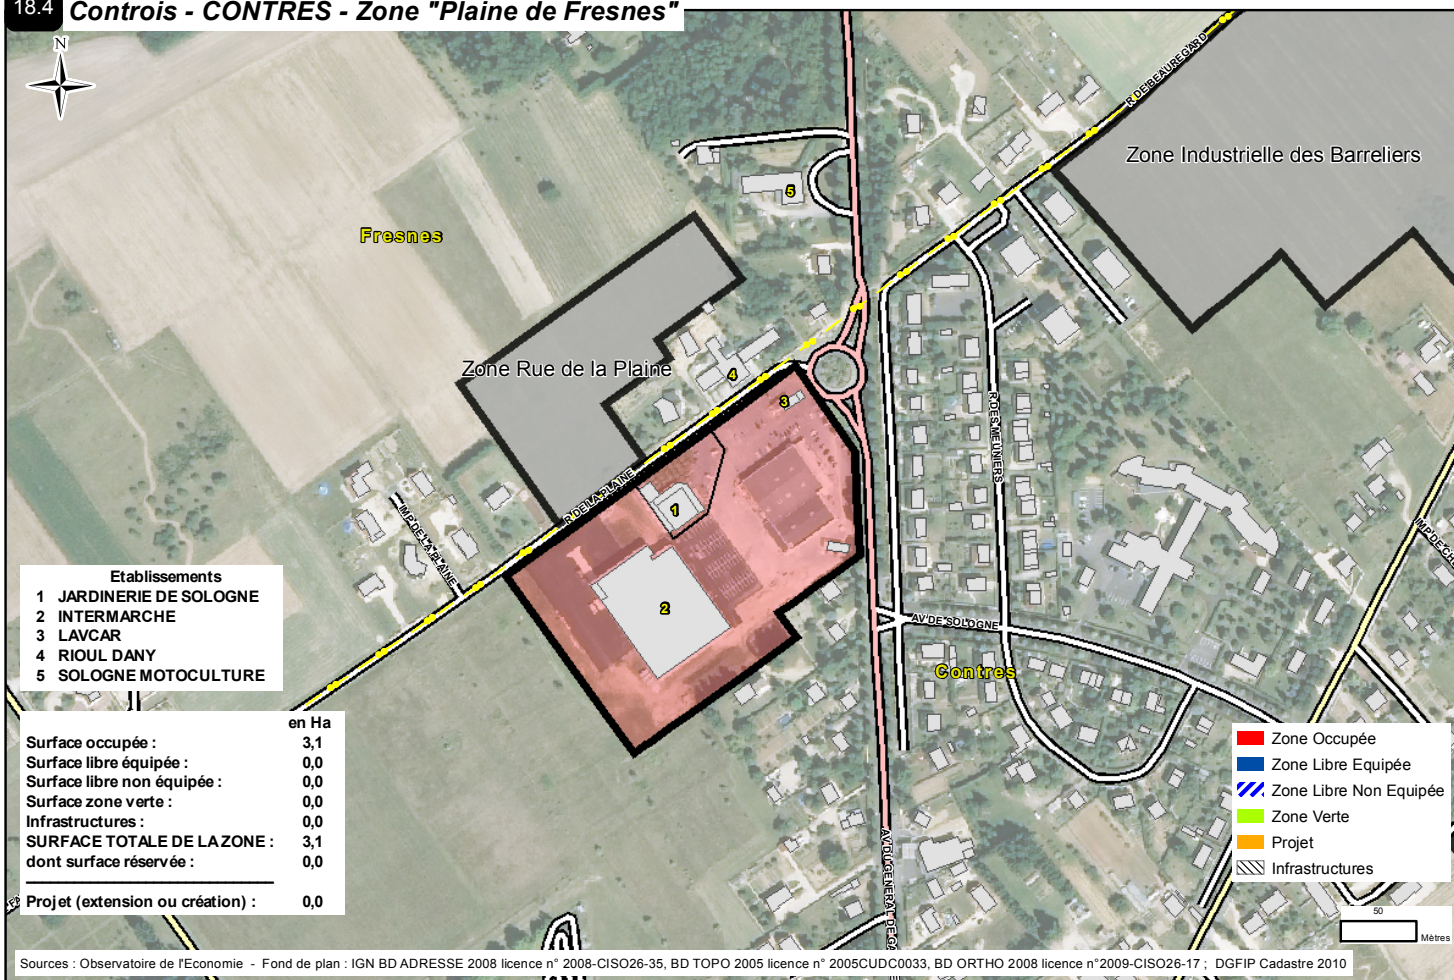 18.4 Controis - CONTRES - Zone "Plaine de Fresnes"
N
R DE BEAUREGARD
Zone Industrielle des Barreliers
5
Fresnes
Zone Rue de la Plaine
4
3
R DES MEUNIERS
R DE LA PLAINE
1
IMP DE LA PLAINE
2
AV DE SOLOGNE
Contres
AV DU GENERAL DE GA
Etablissements
1 JARDINERIE DE SOLOGNE
2 INTERMARCHE
3 LAVCAR
4 RIOUL DANY
5 SOLOGNE MOTOCULTURE
en Ha
Surface occupée : 3,1
Surface libre équipée : 0,0
Surface libre non équipée : 0,0
Surface zone verte : 0,0
Infrastructures : 0,0
SURFACE TOTALE DE LA ZONE : 3,1
dont surface réservée : 0,0
Projet (extension ou création) : 0,0
Zone Occupée
Zone Libre Equipée
Zone Libre Non Equipée
Zone Verte
Projet
Infrastructures
50
Mètres
Sources : Observatoire de l'Economie - Fond de plan : IGN BD ADRESSE 2008 licence n° 2008-CISO26-35, BD TOPO 2005 licence n° 2005CUDC0033, BD ORTHO 2008 licence n°2009-CISO26-17 ; DGFIP Cadastre 2010